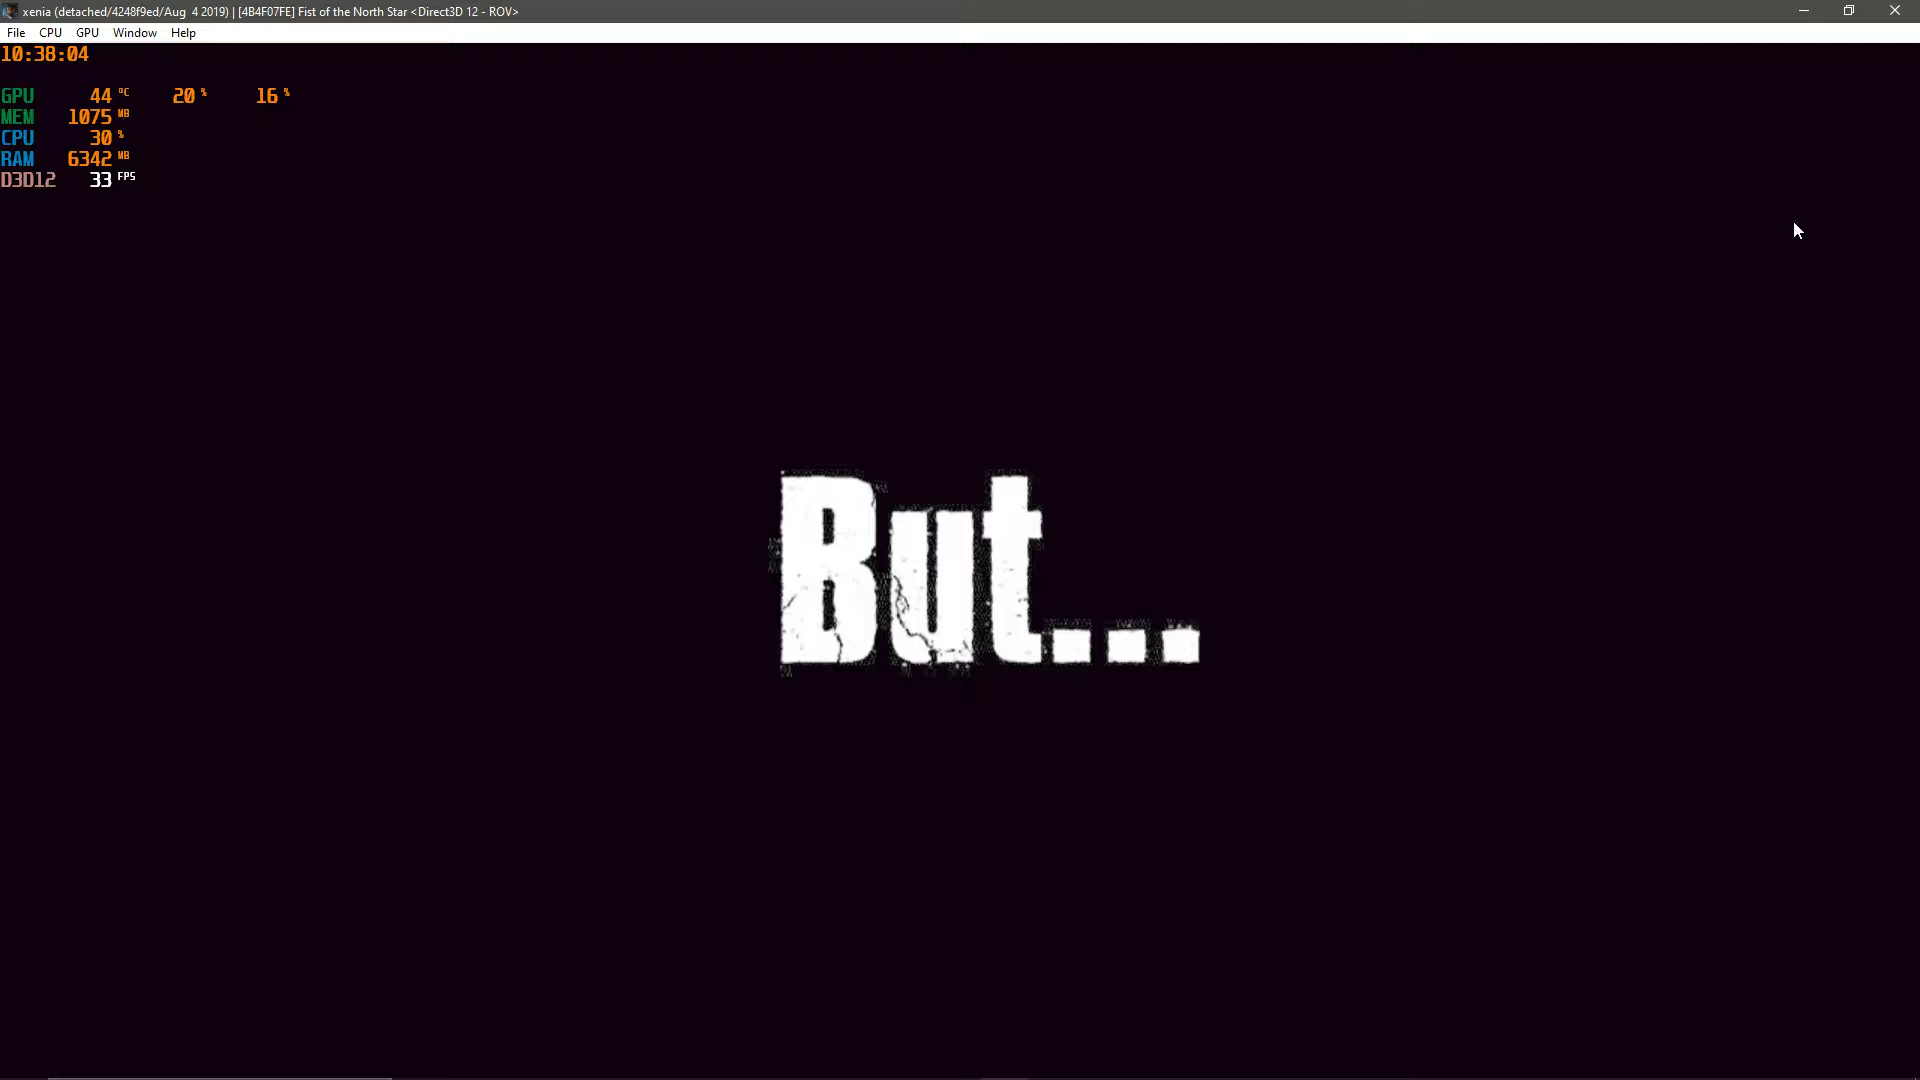 xenia (detached/4248f9ed/Aug  4 2019) | [4B4F07FE] Fist of the North Star <Direct3D 12 - ROV>
File CPU GPU Window Help
10:38:04
GPU 44 °C 20 % 16 %
MEM 1075 MB
CPU 30 %
RAM 6342 MB
D3D12 33 FPS
But...